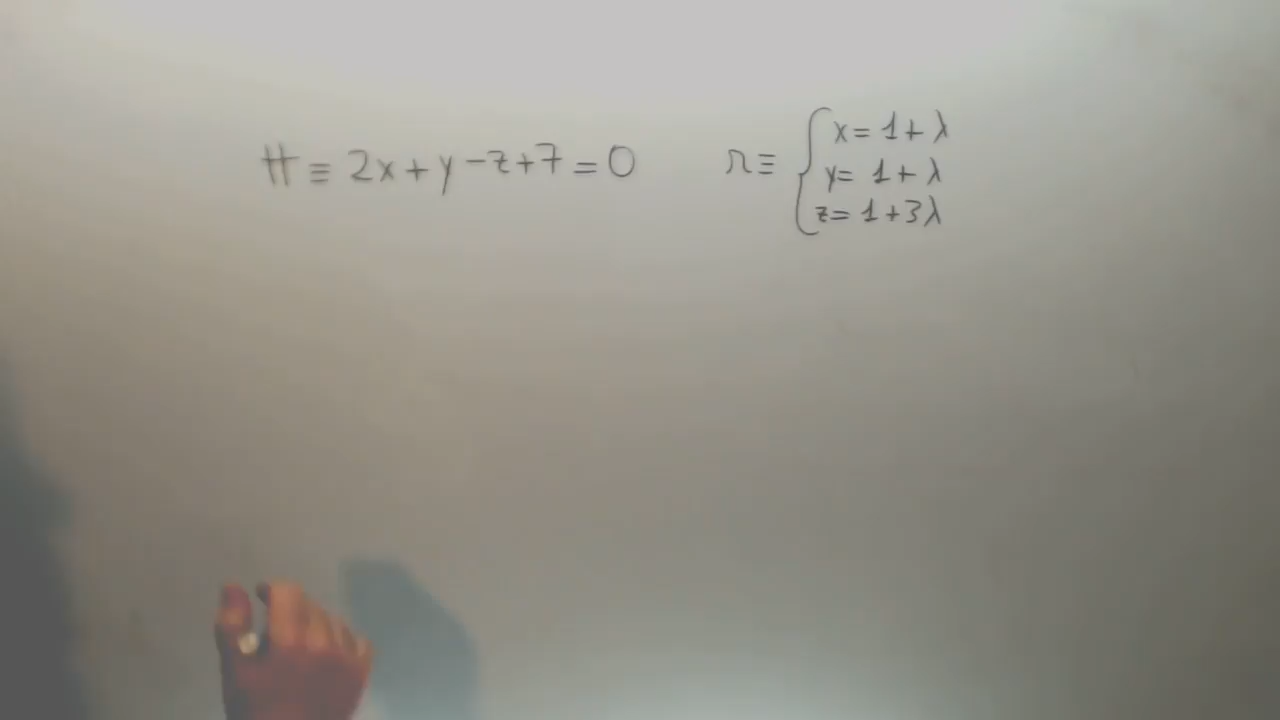 π ≡ 2x + y - z + 7 = 0
r ≡ { x = 1 + λ
y = 1 + λ
z = 1 + 3λ